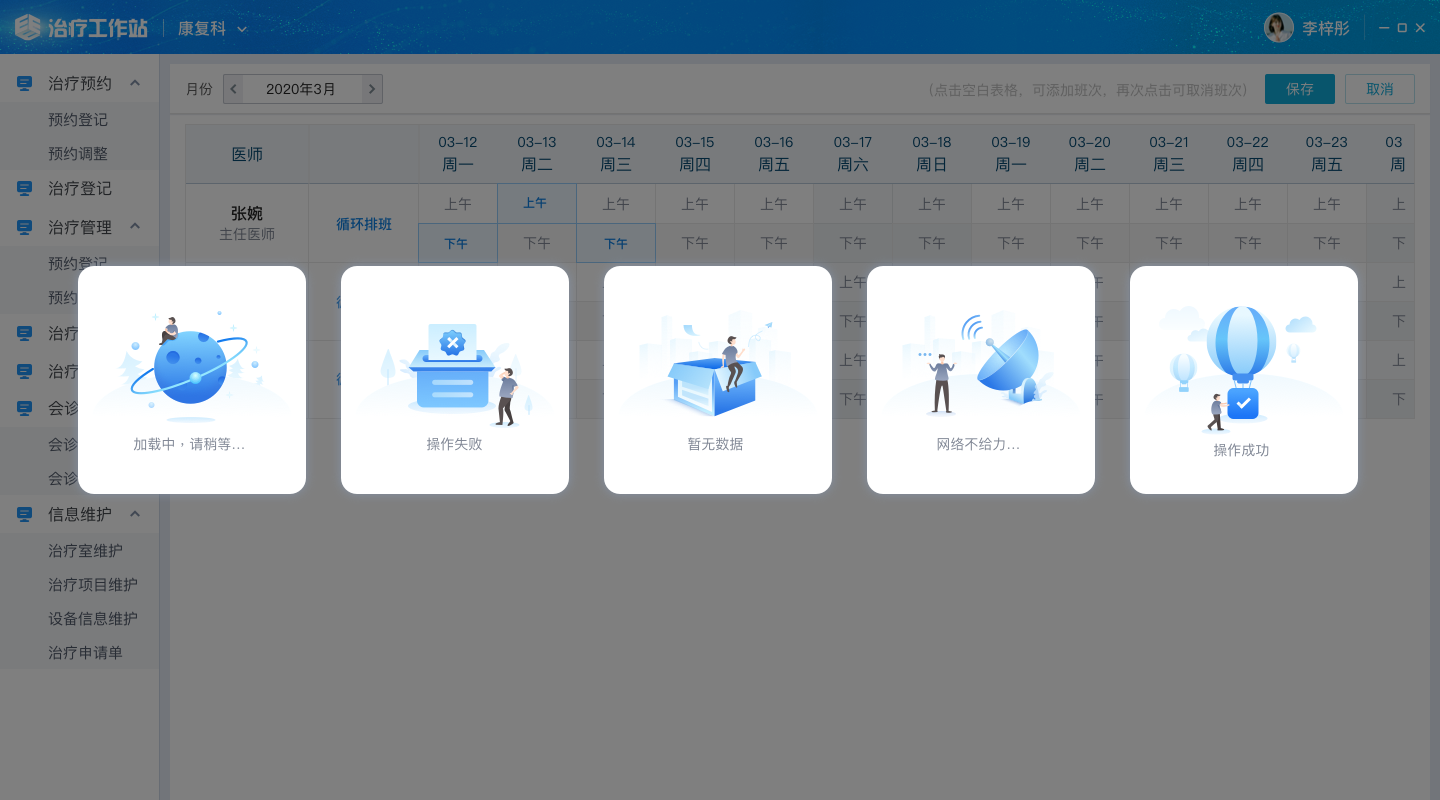 治疗工作站 康复科 李梓彤
月份 2020年3月 (点击空白表格，可添加班次，再次点击可取消班次) 保存 取消
治疗预约
预约登记
预约调整
治疗登记
治疗管理
预约登记
预约
治疗
治疗
会诊
会诊
会诊
信息维护
治疗室维护
治疗项目维护
设备信息维护
治疗申请单
医师 03-12 03-13 03-14 03-15 03-16 03-17 03-18 03-19 03-20 03-21 03-22 03-23 03
周一 周二 周三 周四 周五 周六 周日 周一 周二 周三 周四 周五 周
张婉
主任医师
循环排班
上午 上午 上午 上午 上午 上午 上午 上午 上午 上午 上午 上午 上
下午 下午 下午 下午 下午 下午 下午 下午 下午 下午 下午 下午 下
上午 上
下午 下
上午 上
下午 下
加载中，请稍等...
操作失败
暂无数据
网络不给力...
操作成功